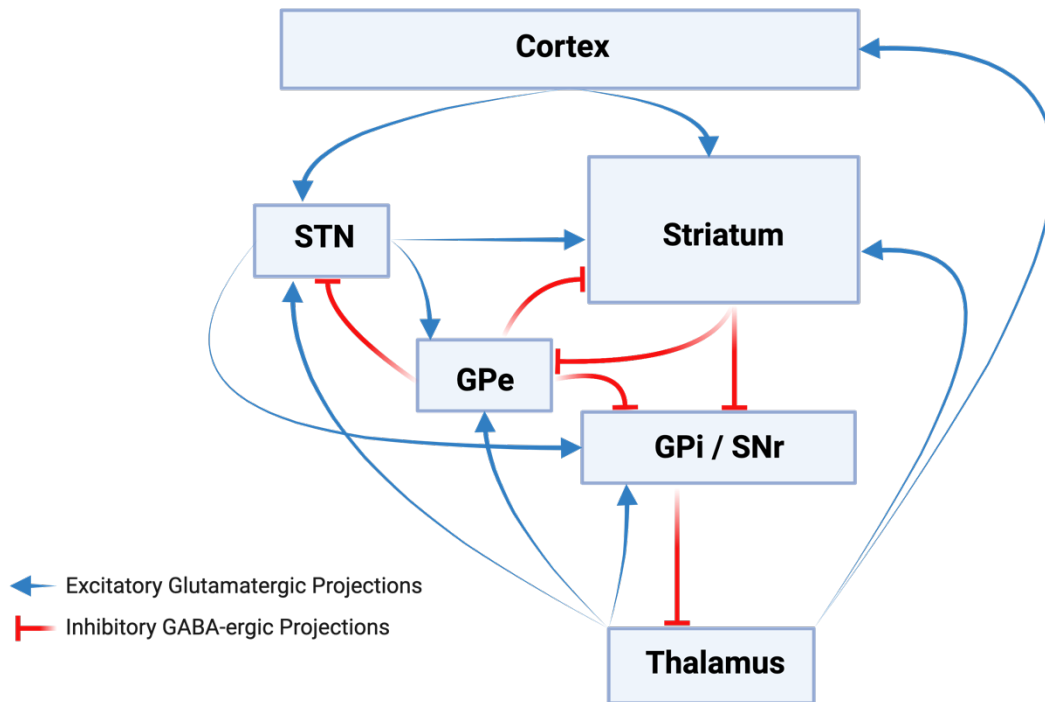 Cortex
STN
Striatum
GPe
GPi / SNr
Excitatory Glutamatergic Projections
Inhibitory GABA-ergic Projections
Thalamus